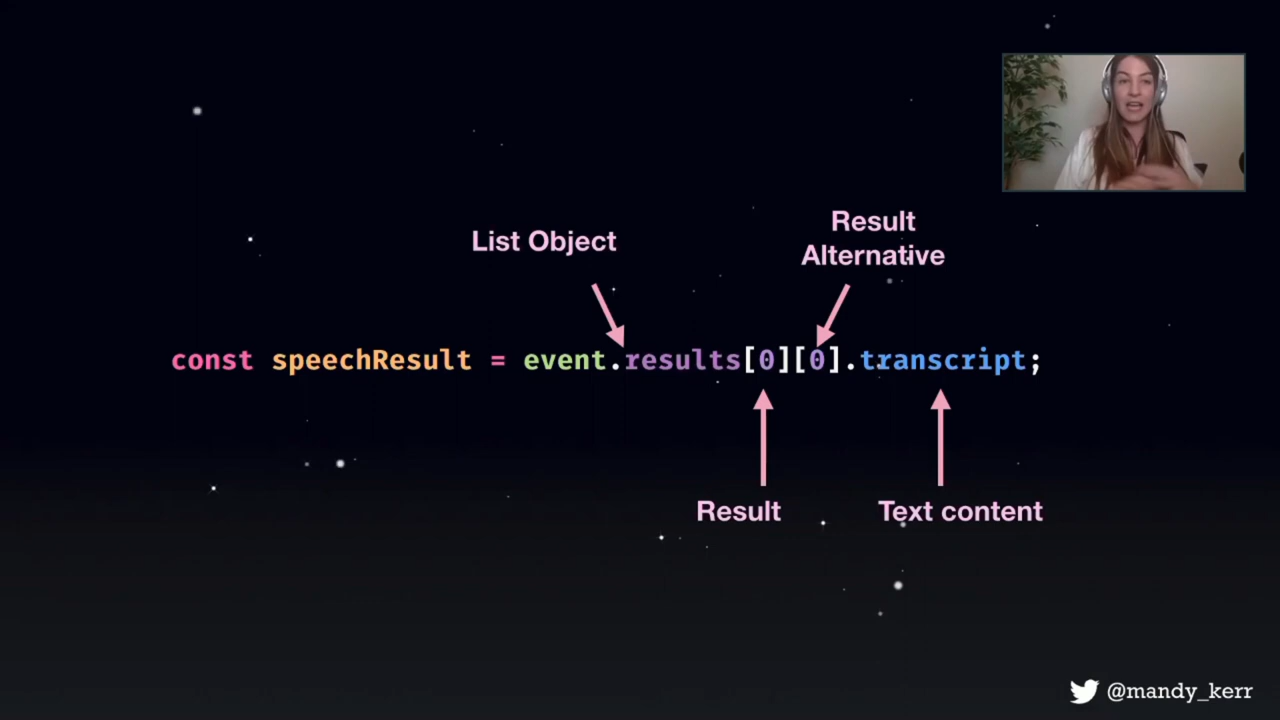 List Object
Result
Alternative
const speechResult = event.results[0][0].transcript;
Result
Text content
@mandy_kerr